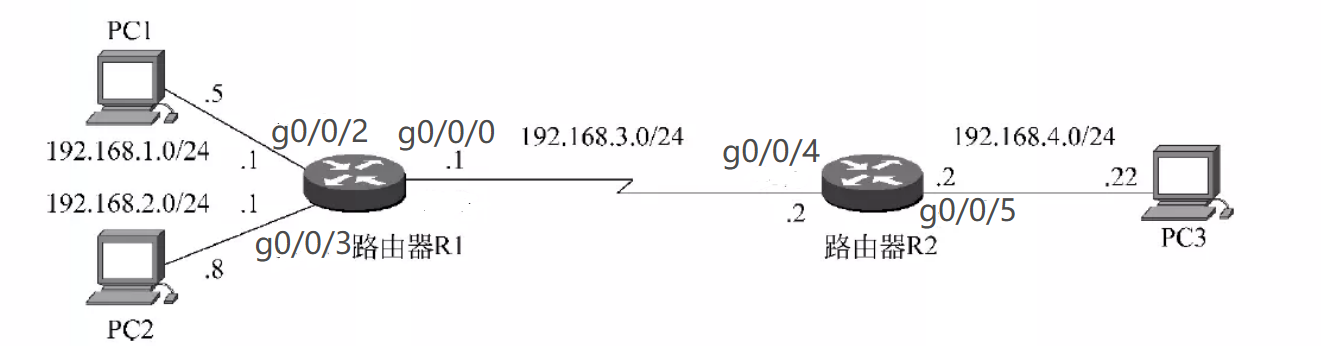 PC1
.5
g0/0/2
g0/0/0
192.168.3.0/24
192.168.4.0/24
192.168.1.0/24
.1
.1
g0/0/4
.2
.22
192.168.2.0/24
.1
.2
g0/0/5
g0/0/3
路由器R1
路由器R2
PC3
.8
PC2